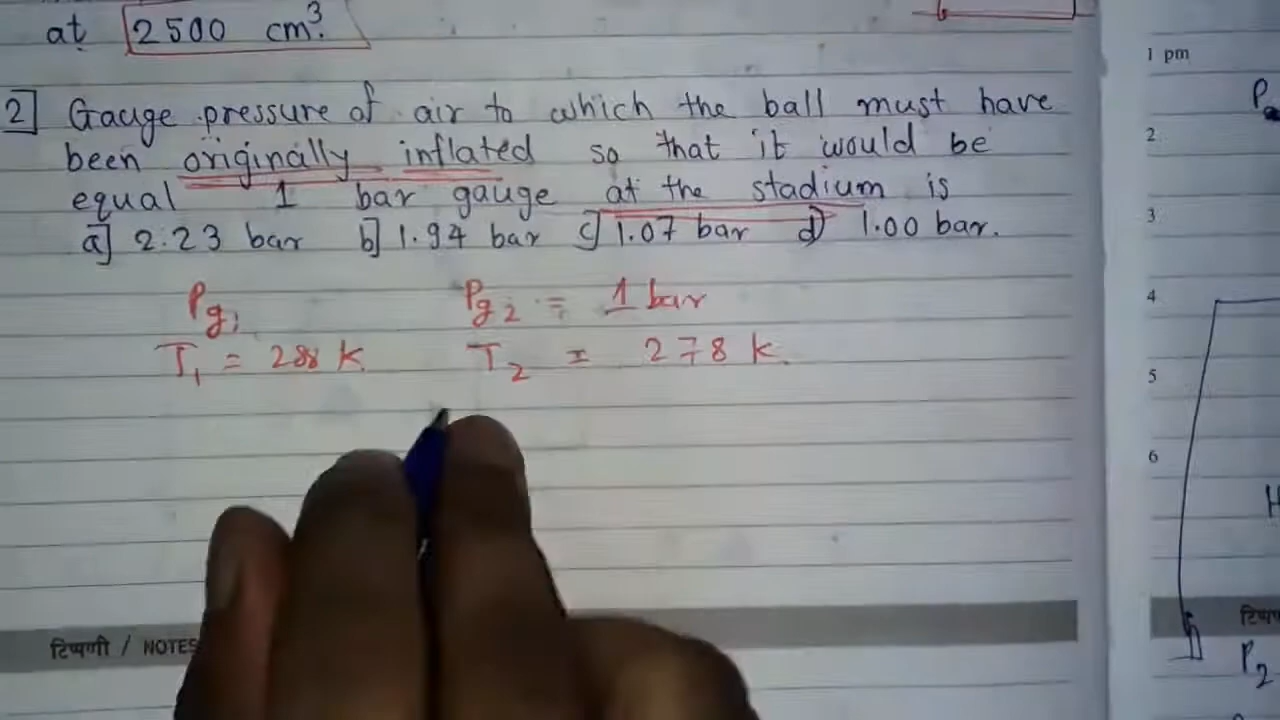 at 2500 cm³.
2] Gauge pressure of air to which the ball must have
been originally inflated so that it would be
equal 1 bar gauge at the stadium is
a] 2.23 bar b] 1.94 bar c] 1.07 bar d) 1.00 bar.
Pg1 Pg2 = 1 bar
T1 = 288 K T2 = 278 K.
टिप्पणी / NOTES
1 pm
2
3
4
5
6
H
P2